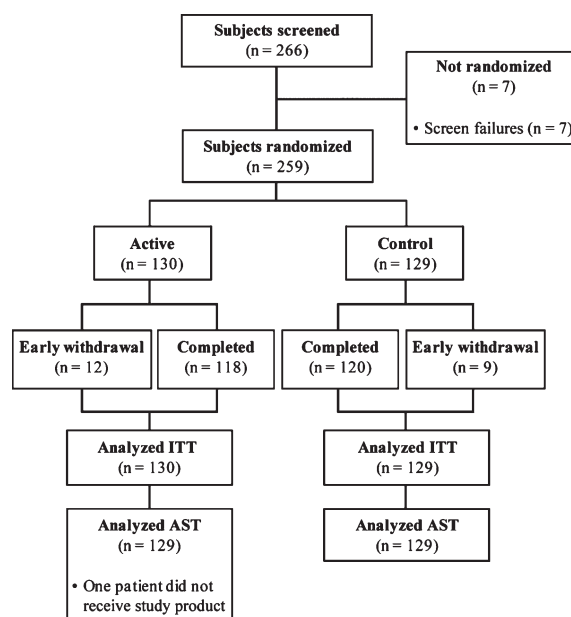 Subjects screened
(n = 266)
Not randomized
(n = 7)
• Screen failures (n = 7)
Subjects randomized
(n = 259)
Active
(n = 130)
Control
(n = 129)
Early withdrawal
(n = 12)
Completed
(n = 118)
Completed
(n = 120)
Early withdrawal
(n = 9)
Analyzed ITT
(n = 130)
Analyzed ITT
(n = 129)
Analyzed AST
(n = 129)
• One patient did not
receive study product
Analyzed AST
(n = 129)